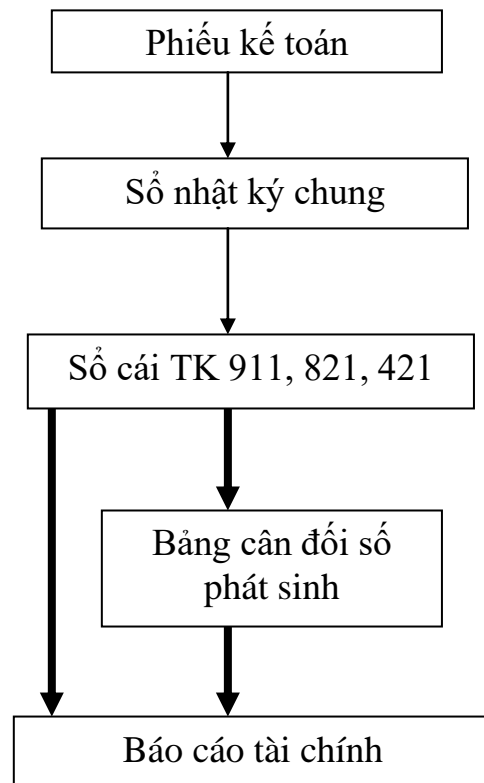 Phiếu kế toán
Sổ nhật ký chung
Sổ cái TK 911, 821, 421
Bảng cân đối số
phát sinh
Báo cáo tài chính